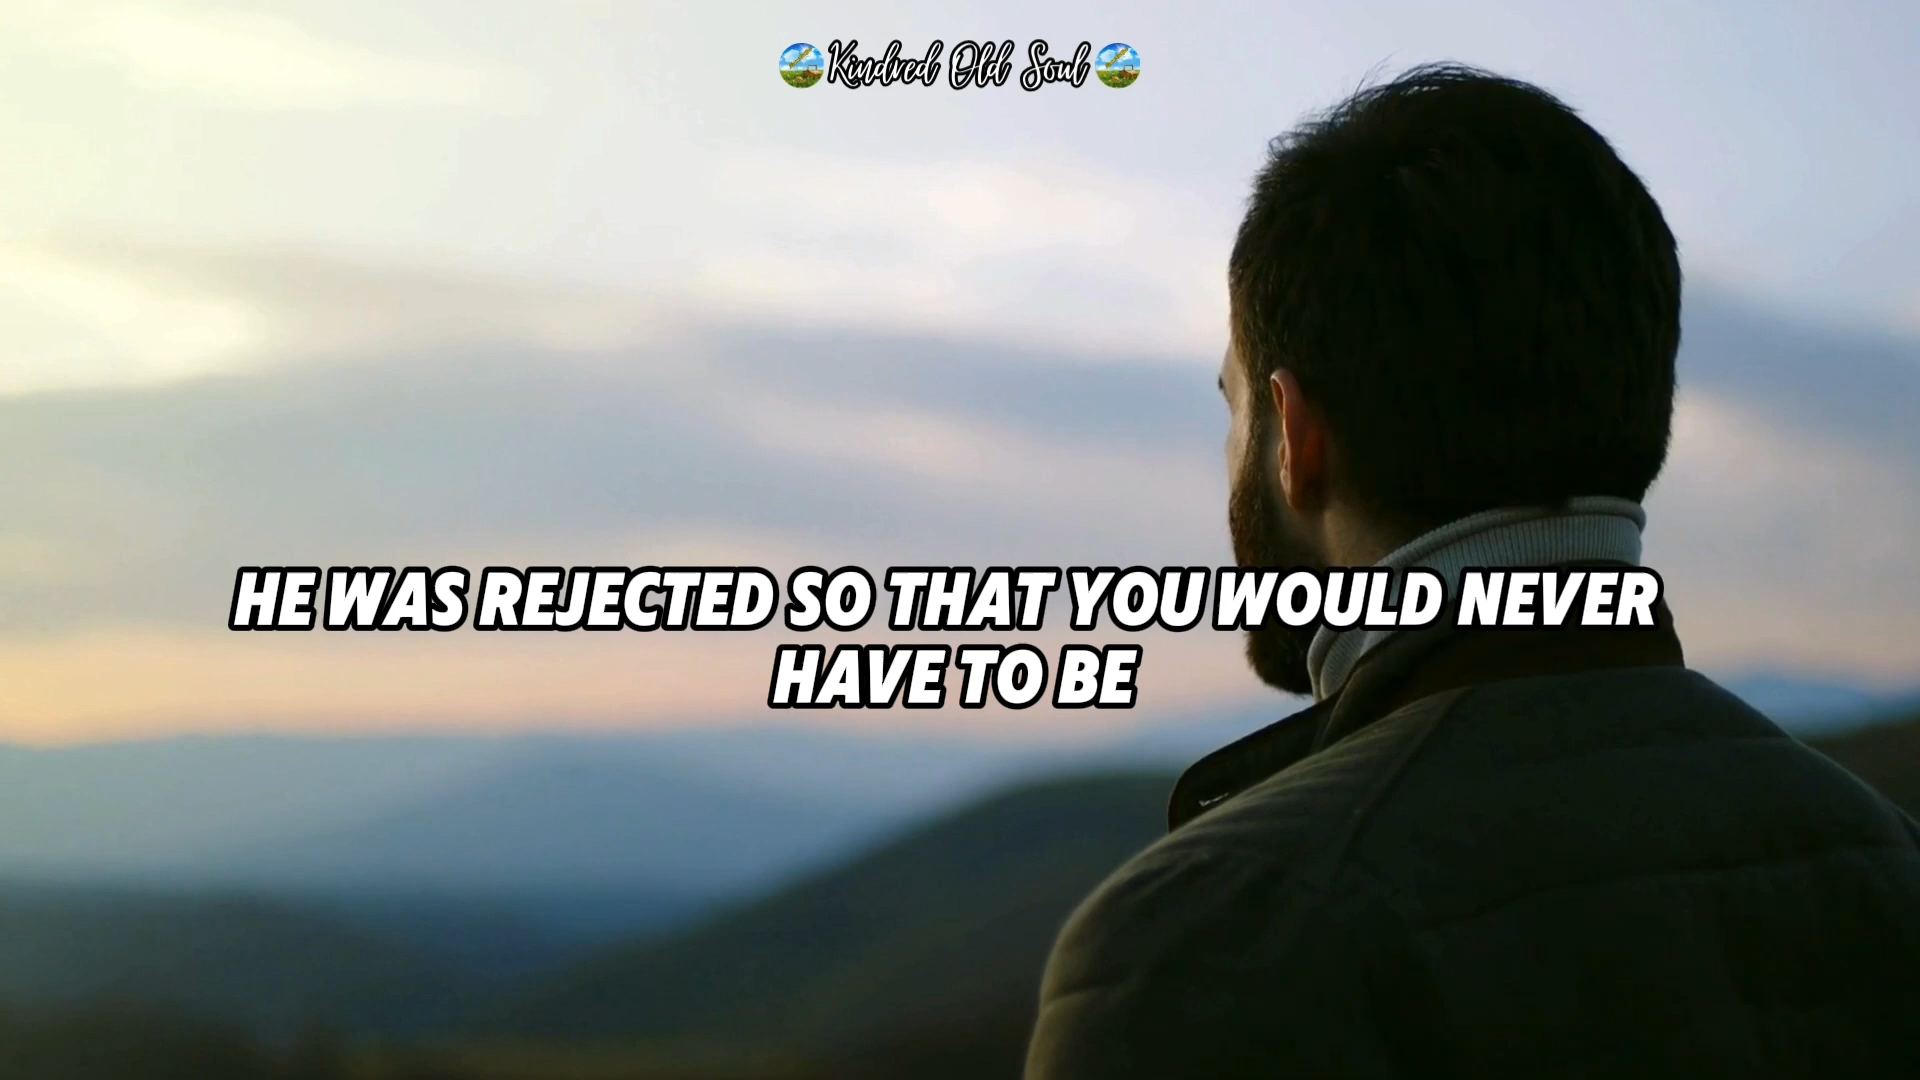 Kindred Old Soul
HE WAS REJECTED SO THAT YOU WOULD NEVER
HAVE TO BE